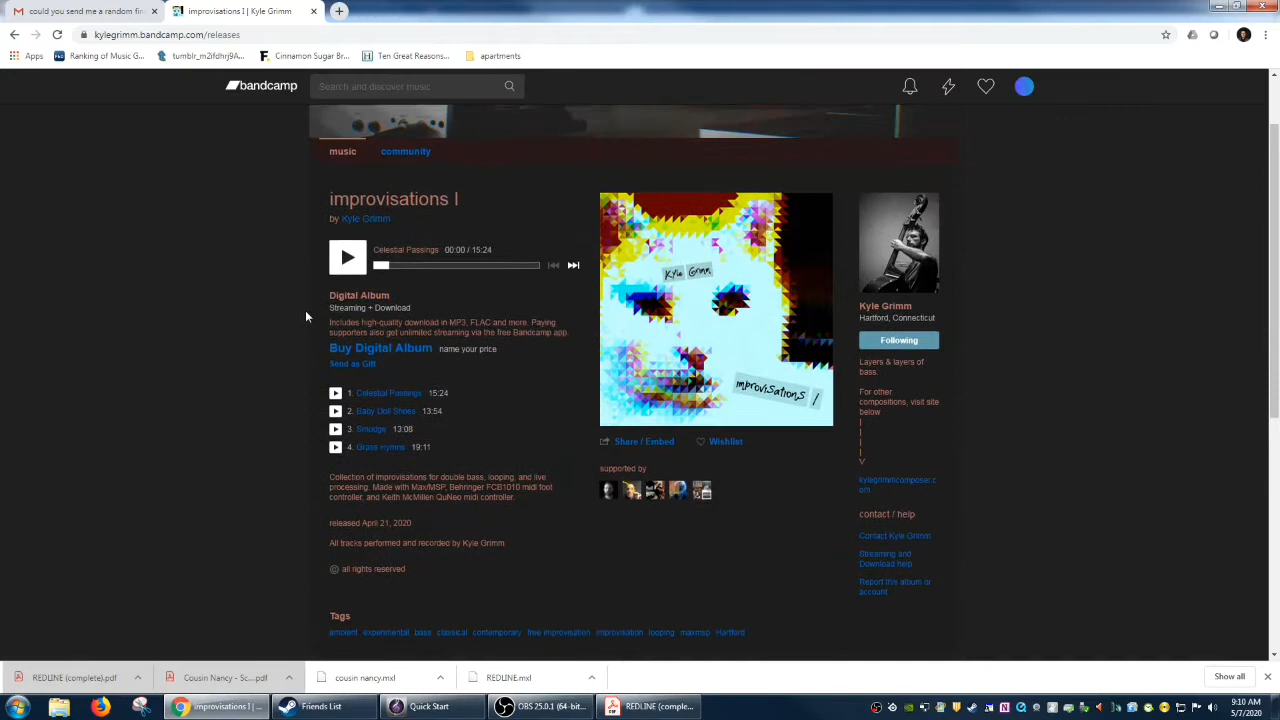 random - kylegrimmcompos
improvisations I | Kyle Grimm
kylegrimm.bandcamp.com/releases
Apps
Ranking of Music G...
tumblr_m2fdhnj9A...
Cinnamon Sugar Br...
Ten Great Reasons...
apartments
bandcamp
Search and discover music
music
community
improvisations I
by Kyle Grimm
Celestial Passings 00:00 / 15:24
Digital Album
Streaming + Download
Includes high-quality download in MP3, FLAC and more. Paying
supporters also get unlimited streaming via the free Bandcamp app.
Buy Digital Album name your price
Send as Gift
1. Celestial Passings 15:24
2. Baby Doll Shoes 13:54
3. Smudge 13:08
4. Grass Hymns 19:11
Collection of improvisations for double bass, looping, and live
processing. Made with Max/MSP, Behringer FCB1010 midi foot
controller, and Keith McMillen QuNeo midi controller.
released April 21, 2020
All tracks performed and recorded by Kyle Grimm
© all rights reserved
Tags
ambient experimental bass classical contemporary free improvisation improvisation looping maxmsp Hartford
Kyle Grimm
improvisations I
Share / Embed
Wishlist
supported by
Kyle Grimm
Hartford, Connecticut
Following
Layers & layers of
bass.
For other
compositions, visit site
below
|
|
|
|
V
kylegrimmcomposer.c
om
contact / help
Contact Kyle Grimm
Streaming and
Download help
Report this album or
account
REDLINE (complete).pdf
Cousin Nancy - Sc....pdf
cousin nancy.mxl
REDLINE.mxl
Show all
improvisations I | ...
Friends List
Quick Start
OBS 25.0.1 (64-bit...
REDLINE (comple...
9:10 AM
5/7/2020